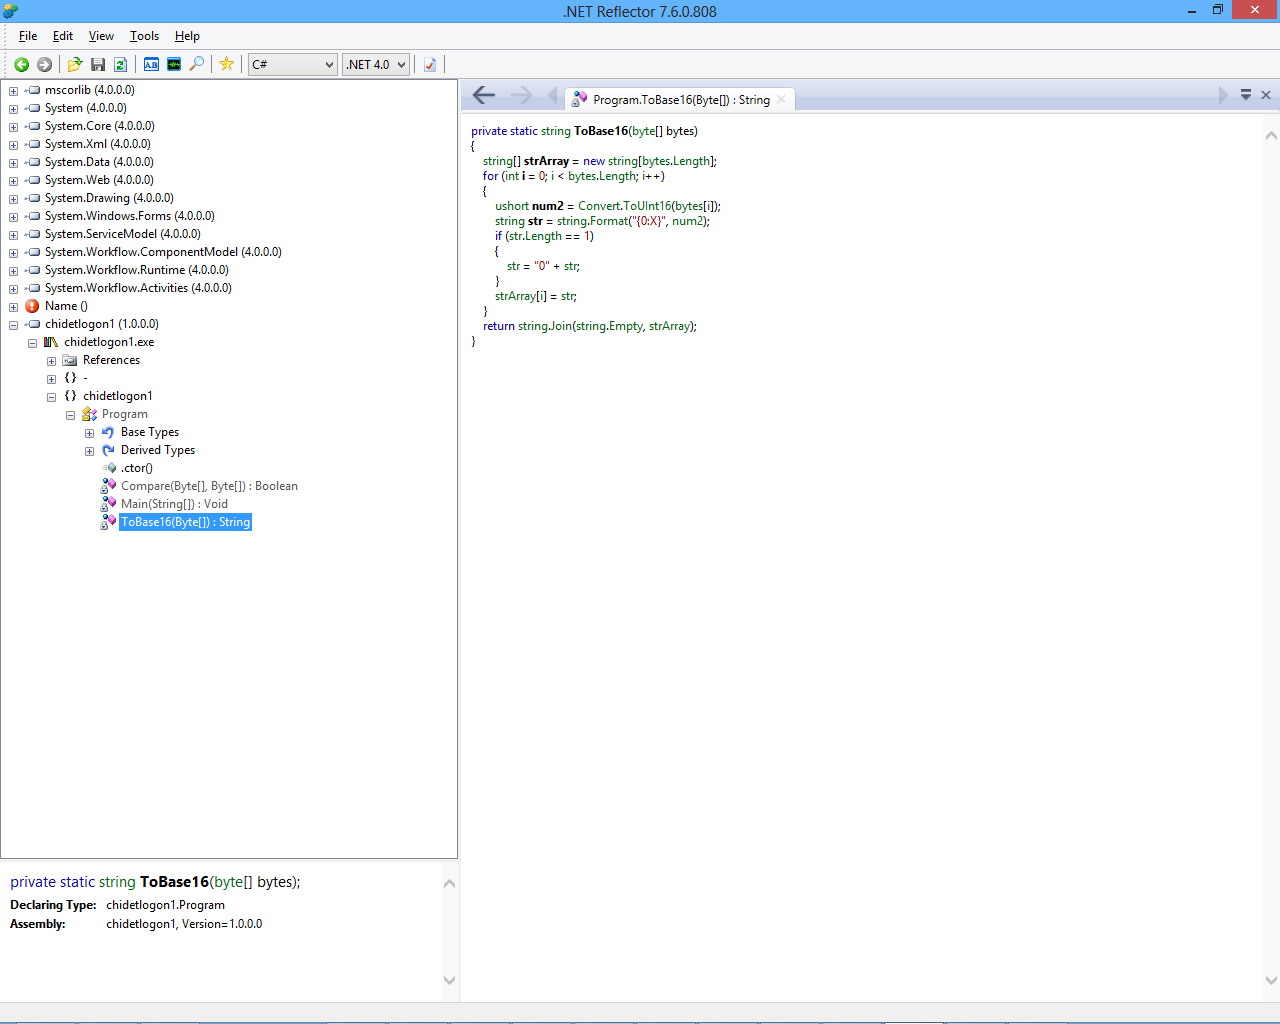 .NET Reflector 7.6.0.808
File Edit View Tools Help
C# .NET 4.0
mscorlib (4.0.0.0)
System (4.0.0.0)
System.Core (4.0.0.0)
System.Xml (4.0.0.0)
System.Data (4.0.0.0)
System.Web (4.0.0.0)
System.Drawing (4.0.0.0)
System.Windows.Forms (4.0.0.0)
System.ServiceModel (4.0.0.0)
System.Workflow.ComponentModel (4.0.0.0)
System.Workflow.Runtime (4.0.0.0)
System.Workflow.Activities (4.0.0.0)
Name ()
chidetlogon1 (1.0.0.0)
chidetlogon1.exe
References
{} -
{} chidetlogon1
Program
Base Types
Derived Types
.ctor()
Compare(Byte[], Byte[]) : Boolean
Main(String[]) : Void
ToBase16(Byte[]) : String
Program.ToBase16(Byte[]) : String
private static string ToBase16(byte[] bytes)
{
string[] strArray = new string[bytes.Length];
for (int i = 0; i < bytes.Length; i++)
{
ushort num2 = Convert.ToUInt16(bytes[i]);
string str = string.Format("{0:X}", num2);
if (str.Length == 1)
{
str = "0" + str;
}
strArray[i] = str;
}
return string.Join(string.Empty, strArray);
}
private static string ToBase16(byte[] bytes);
Declaring Type: chidetlogon1.Program
Assembly: chidetlogon1, Version=1.0.0.0